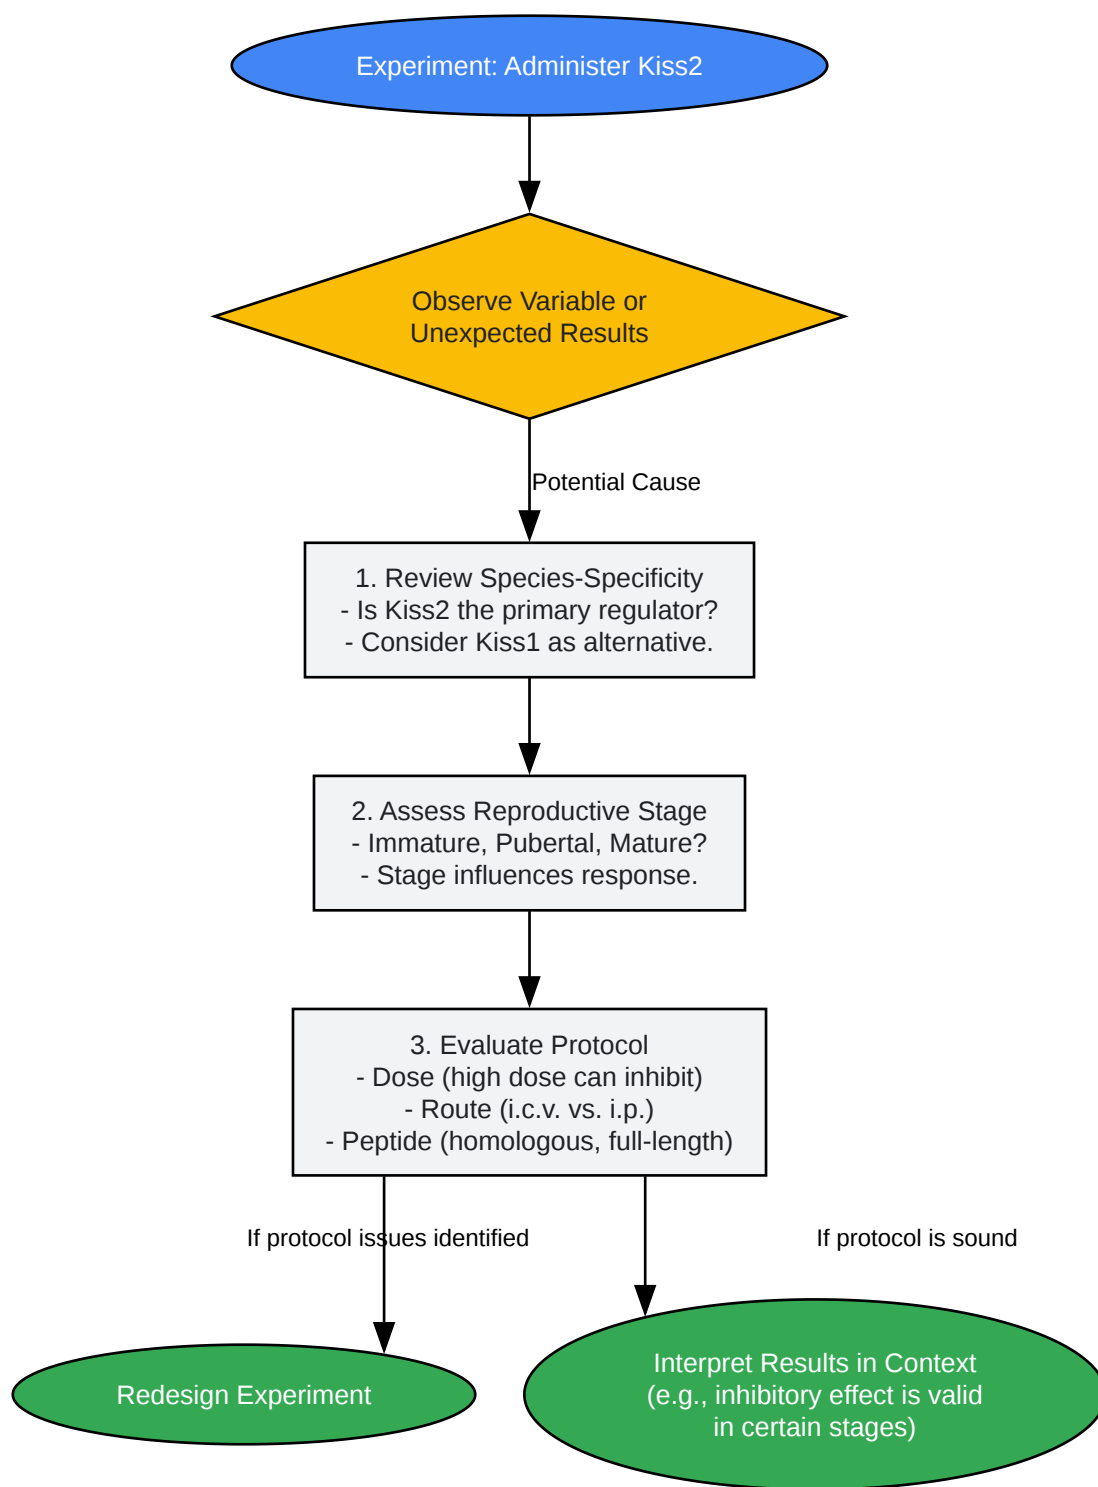 Experiment: Administer Kiss2
Observe Variable or
Unexpected Results
Potential Cause
1. Review Species-Specificity
- Is Kiss2 the primary regulator?
- Consider Kiss1 as alternative.
2. Assess Reproductive Stage
- Immature, Pubertal, Mature?
- Stage influences response.
3. Evaluate Protocol
- Dose (high dose can inhibit)
- Route (i.c.v. vs. i.p.)
- Peptide (homologous, full-length)
If protocol issues identified
If protocol is sound
Redesign Experiment
Interpret Results in Context
(e.g., inhibitory effect is valid
in certain stages)